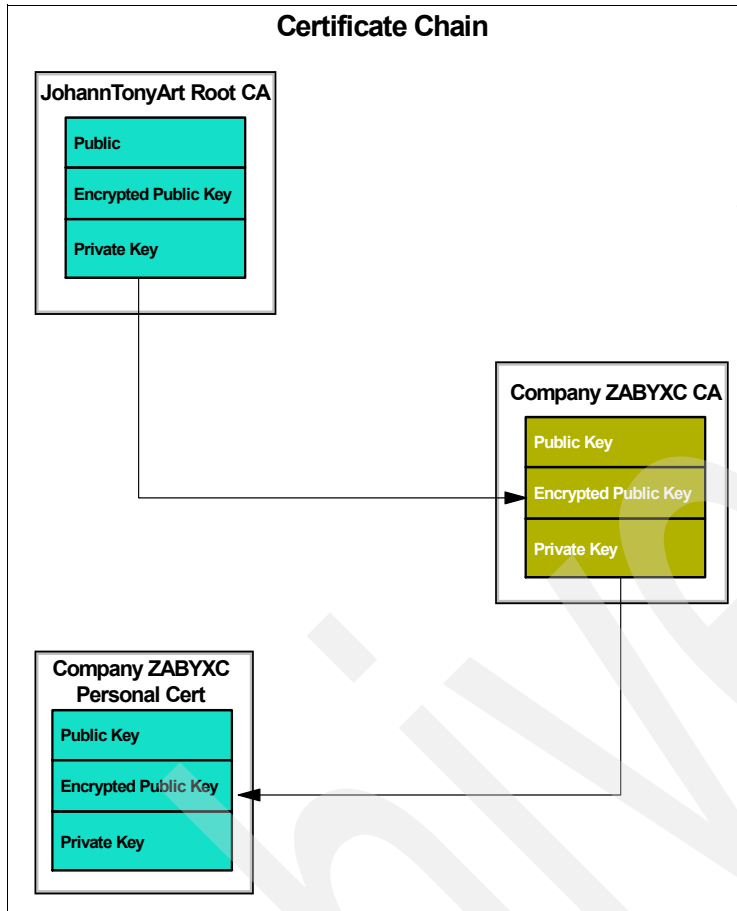 Certificate Chain
JohannTonyArt Root CA
Public
Encrypted Public Key
Private Key
Company ZABYXC CA
Public Key
Encrypted Public Key
Private Key
Company ZABYXC
Personal Cert
Public Key
Encrypted Public Key
Private Key